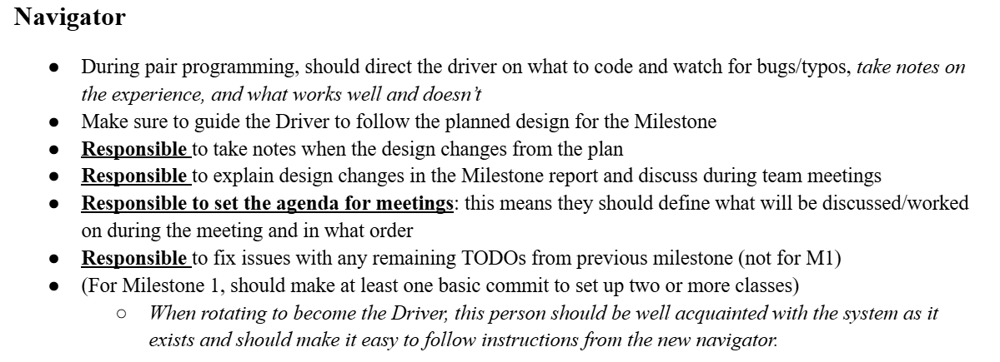 Navigator
● During pair programming, should direct the driver on what to code and watch for bugs/typos, take notes on
the experience, and what works well and doesn’t
● Make sure to guide the Driver to follow the planned design for the Milestone
● Responsible to take notes when the design changes from the plan
● Responsible to explain design changes in the Milestone report and discuss during team meetings
● Responsible to set the agenda for meetings: this means they should define what will be discussed/worked
on during the meeting and in what order
● Responsible to fix issues with any remaining TODOs from previous milestone (not for M1)
● (For Milestone 1, should make at least one basic commit to set up two or more classes)
○ When rotating to become the Driver, this person should be well acquainted with the system as it
exists and should make it easy to follow instructions from the new navigator.